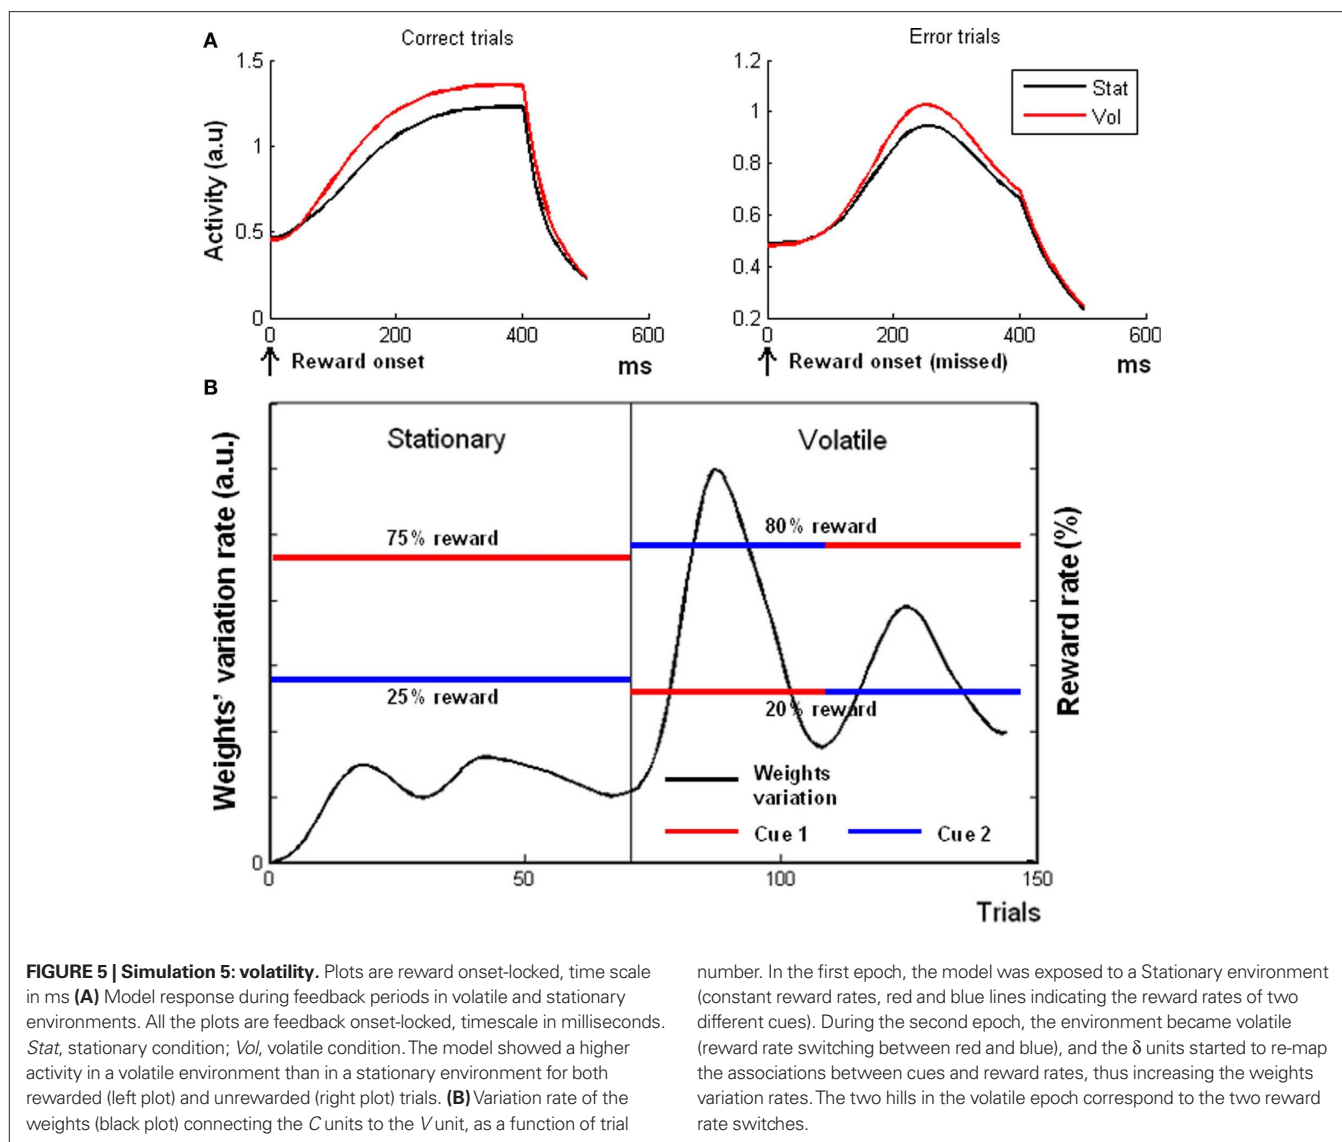 A
Correct trials
Error trials
1.5
1
0.5
0
Activity (a.u)
0
200
400
600
Reward onset
ms
1.2
1
0.8
0.6
0.4
0.2
Stat
Vol
0
200
400
600
Reward onset (missed)
ms
B
Stationary
Volatile
Weights' variation rate (a.u.)
Reward rate (%)
75% reward
80% reward
25% reward
20% reward
Weights
variation
Cue 1
Cue 2
0
0
50
100
150
Trials
FIGURE 5 | Simulation 5: volatility. Plots are reward onset-locked, time scale
in ms (A) Model response during feedback periods in volatile and stationary
environments. All the plots are feedback onset-locked, timescale in milliseconds.
Stat, stationary condition; Vol, volatile condition. The model showed a higher
activity in a volatile environment than in a stationary environment for both
rewarded (left plot) and unrewarded (right plot) trials. (B) Variation rate of the
weights (black plot) connecting the C units to the V unit, as a function of trial
number. In the first epoch, the model was exposed to a Stationary environment
(constant reward rates, red and blue lines indicating the reward rates of two
different cues). During the second epoch, the environment became volatile
(reward rate switching between red and blue), and the δ units started to re-map
the associations between cues and reward rates, thus increasing the weights
variation rates. The two hills in the volatile epoch correspond to the two reward
rate switches.